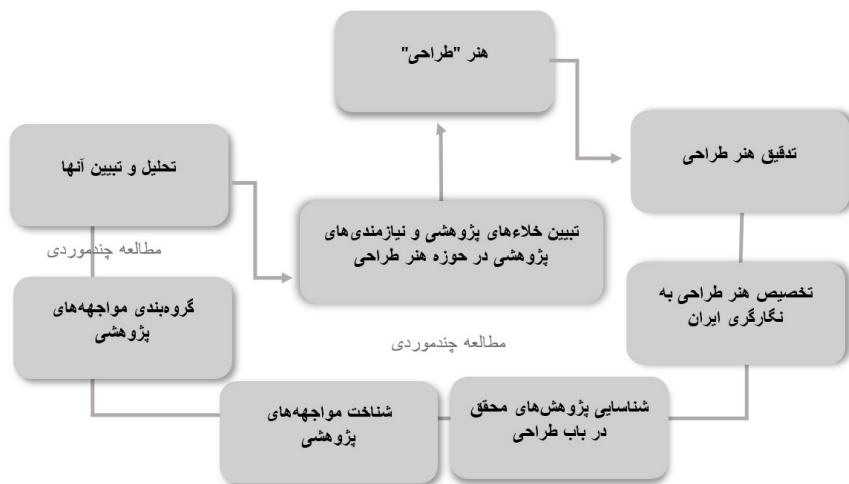 هنر "طراحی"
تدقیق هنر طراحی
تخصیص هنر طراحی به
نگارگری ایران
شناسایی پژوهش‌های محقق
در باب طراحی
شناخت مواجهه‌های
پژوهشی
گروه‌بندی مواجهه‌های
پژوهشی
مطالعه چندموردی
تحلیل و تبیین آنها
تبیین خلاءهای پژوهشی و نیازمندی‌های
پژوهشی در حوزه هنر طراحی
مطالعه چندموردی